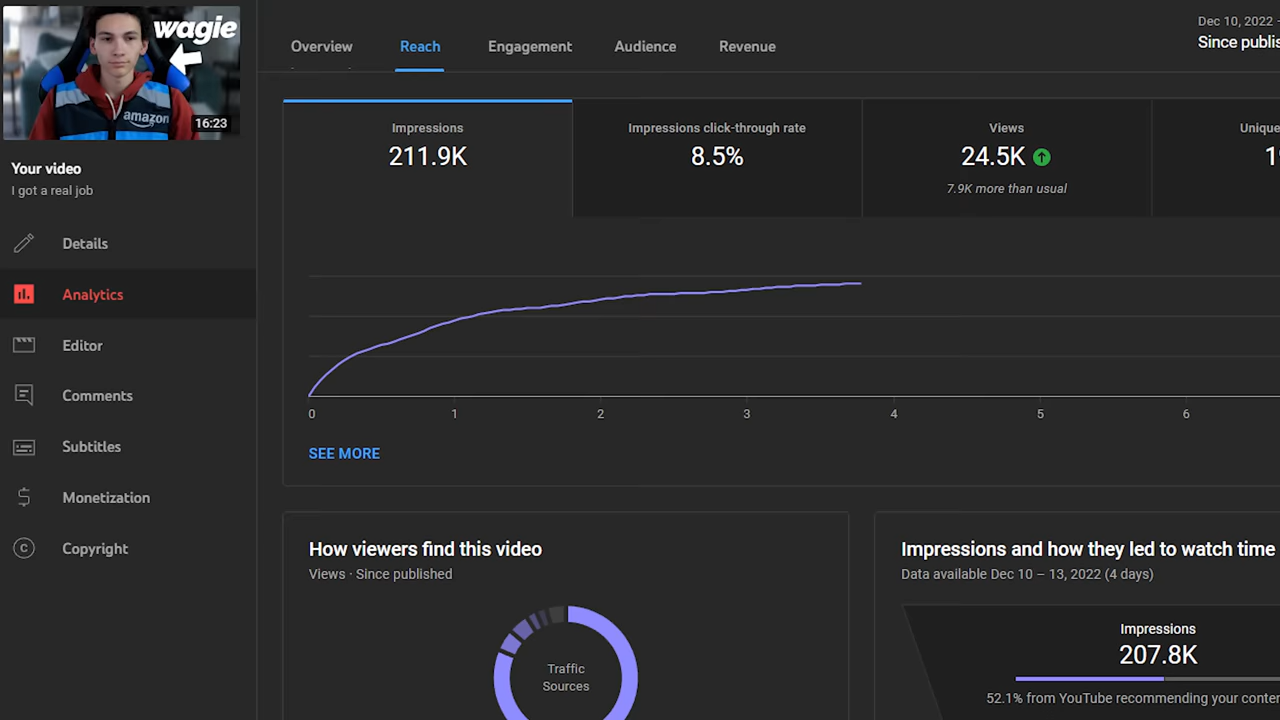 wagie
amazon
16:23
Your video
I got a real job
Details
Analytics
Editor
Comments
Subtitles
Monetization
Copyright
Overview
Reach
Engagement
Audience
Revenue
Dec 10, 2022 –
Since publis
Impressions
211.9K
Impressions click-through rate
8.5%
Views
24.5K
7.9K more than usual
Unique
0 1 2 3 4 5 6
SEE MORE
How viewers find this video
Views · Since published
Traffic
Sources
Impressions and how they led to watch time
Data available Dec 10 – 13, 2022 (4 days)
Impressions
207.8K
52.1% from YouTube recommending your conten